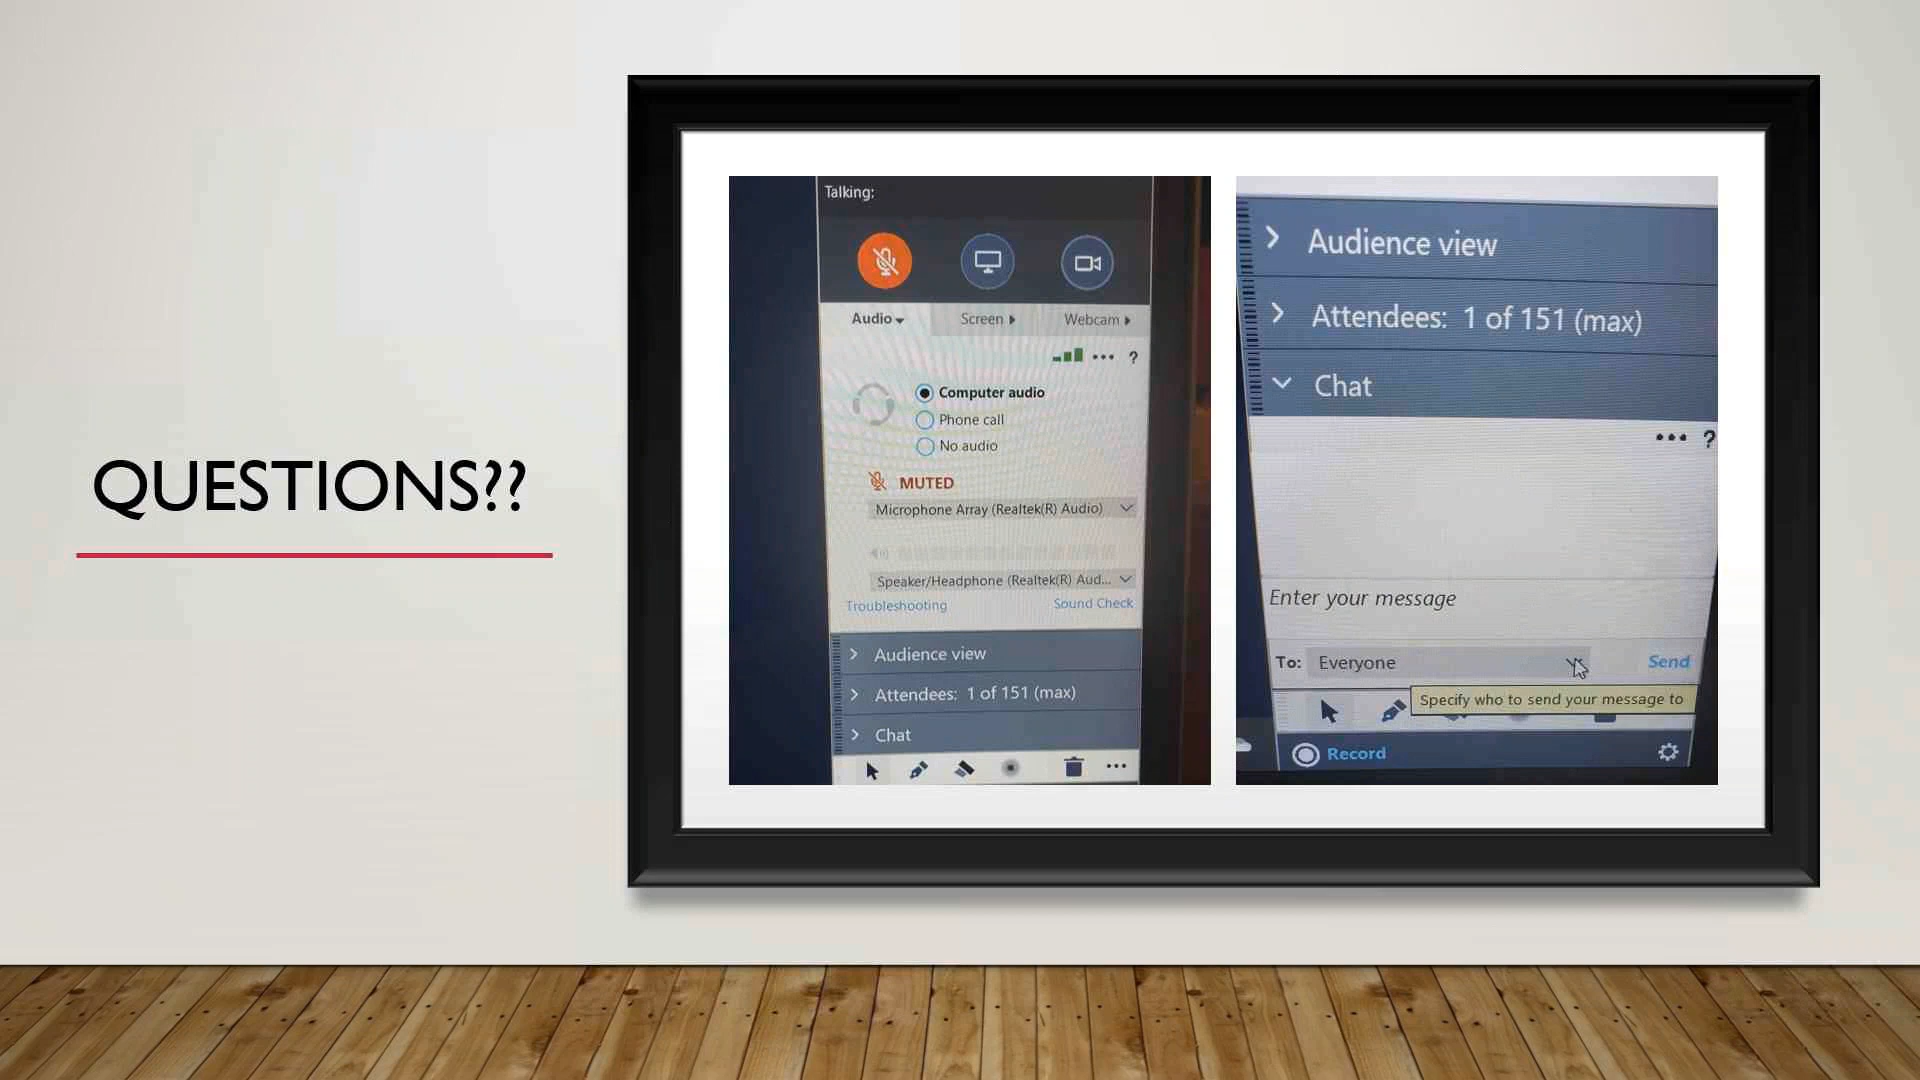 QUESTIONS??
Talking:
Audio Screen Webcam
?
Computer audio
Phone call
No audio
MUTED
Microphone Array (Realtek(R) Audio)
Speaker/Headphone (Realtek(R) Aud...
Troubleshooting Sound Check
Audience view
Attendees: 1 of 151 (max)
Chat
Audience view
Attendees: 1 of 151 (max)
Chat
?
Enter your message
To: Everyone Send
Specify who to send your message to
Record